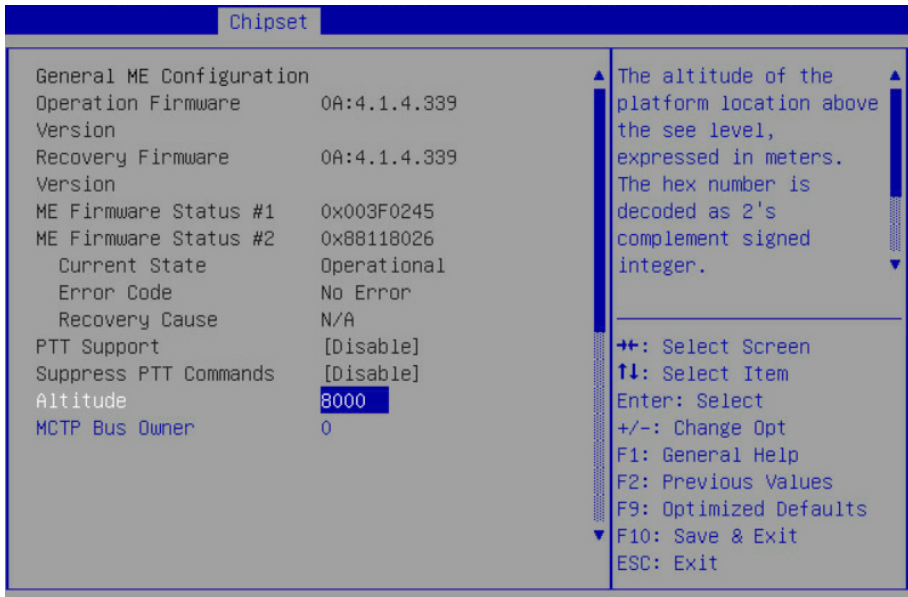 Chipset
General ME Configuration
Operation Firmware 0A:4.1.4.339
Version
Recovery Firmware 0A:4.1.4.339
Version
ME Firmware Status #1 0x003F0245
ME Firmware Status #2 0x88118026
Current State Operational
Error Code No Error
Recovery Cause N/A
PTT Support [Disable]
Suppress PTT Commands [Disable]
Altitude 8000
MCTP Bus Owner 0
The altitude of the
platform location above
the see level,
expressed in meters.
The hex number is
decoded as 2's
complement signed
integer.
→←: Select Screen
↑↓: Select Item
Enter: Select
+/-: Change Opt
F1: General Help
F2: Previous Values
F9: Optimized Defaults
F10: Save & Exit
ESC: Exit